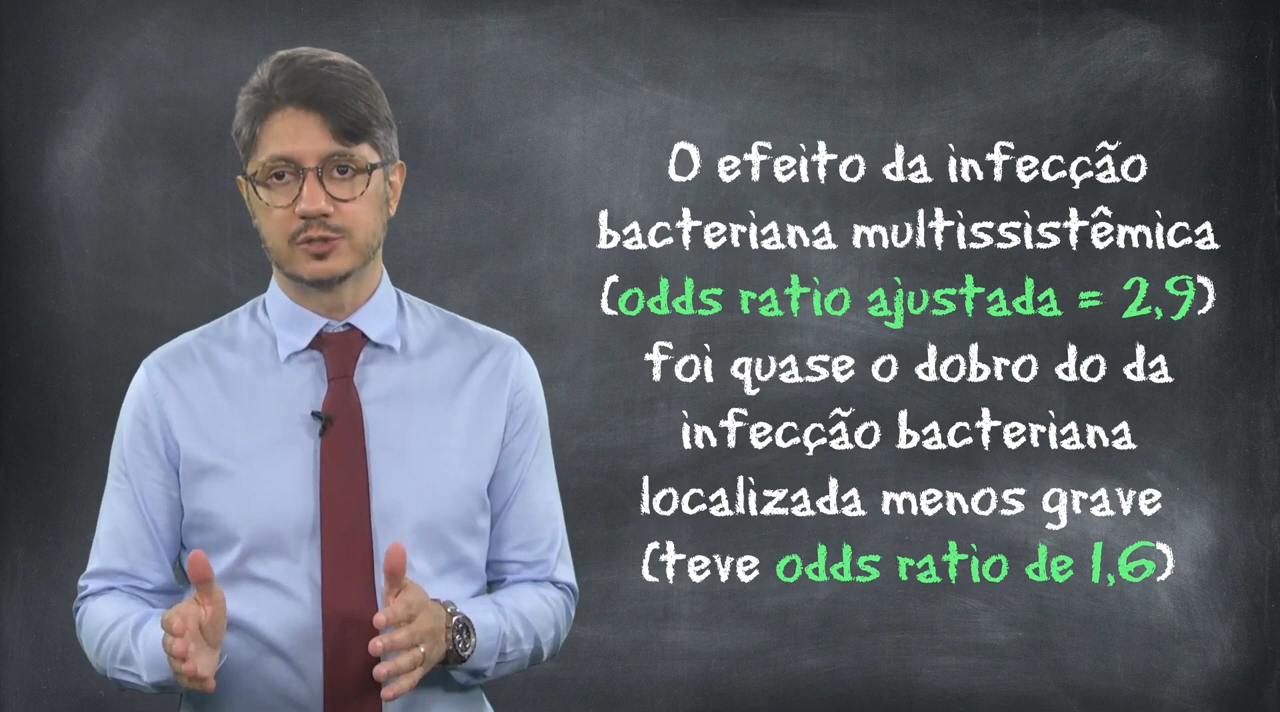 O efeito da infecção
bacteriana multissistêmica
(odds ratio ajustada = 2,9)
foi quase o dobro do da
infecção bacteriana
localizada menos grave
(teve odds ratio de 1,6)